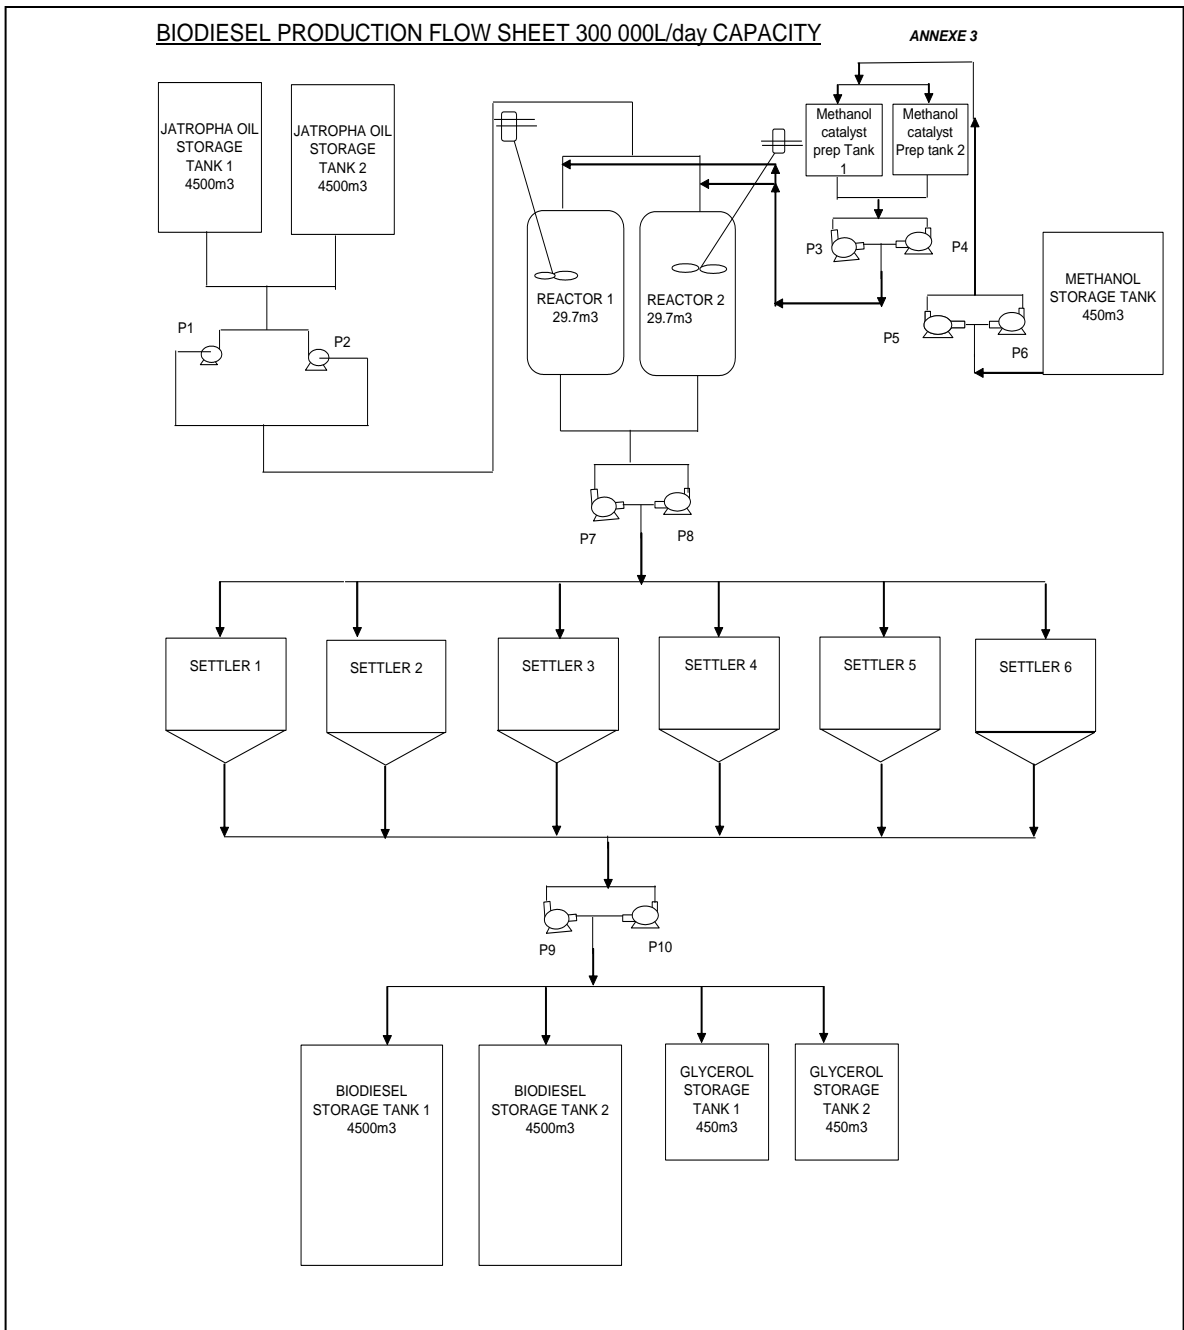 BIODIESEL PRODUCTION FLOW SHEET 300 000L/day CAPACITY
ANNEXE 3
JATROPHA OIL
STORAGE
TANK 1
4500m3
JATROPHA OIL
STORAGE
TANK 2
4500m3
Methanol
catalyst
prep Tank
1
Methanol
catalyst
Prep tank 2
P3
P4
METHANOL
STORAGE TANK
450m3
REACTOR 1
29.7m3
REACTOR 2
29.7m3
P1
P2
P5
P6
P7
P8
SETTLER 1
SETTLER 2
SETTLER 3
SETTLER 4
SETTLER 5
SETTLER 6
P9
P10
BIODIESEL
STORAGE TANK 1
4500m3
BIODIESEL
STORAGE TANK 2
4500m3
GLYCEROL
STORAGE
TANK 1
450m3
GLYCEROL
STORAGE
TANK 2
450m3